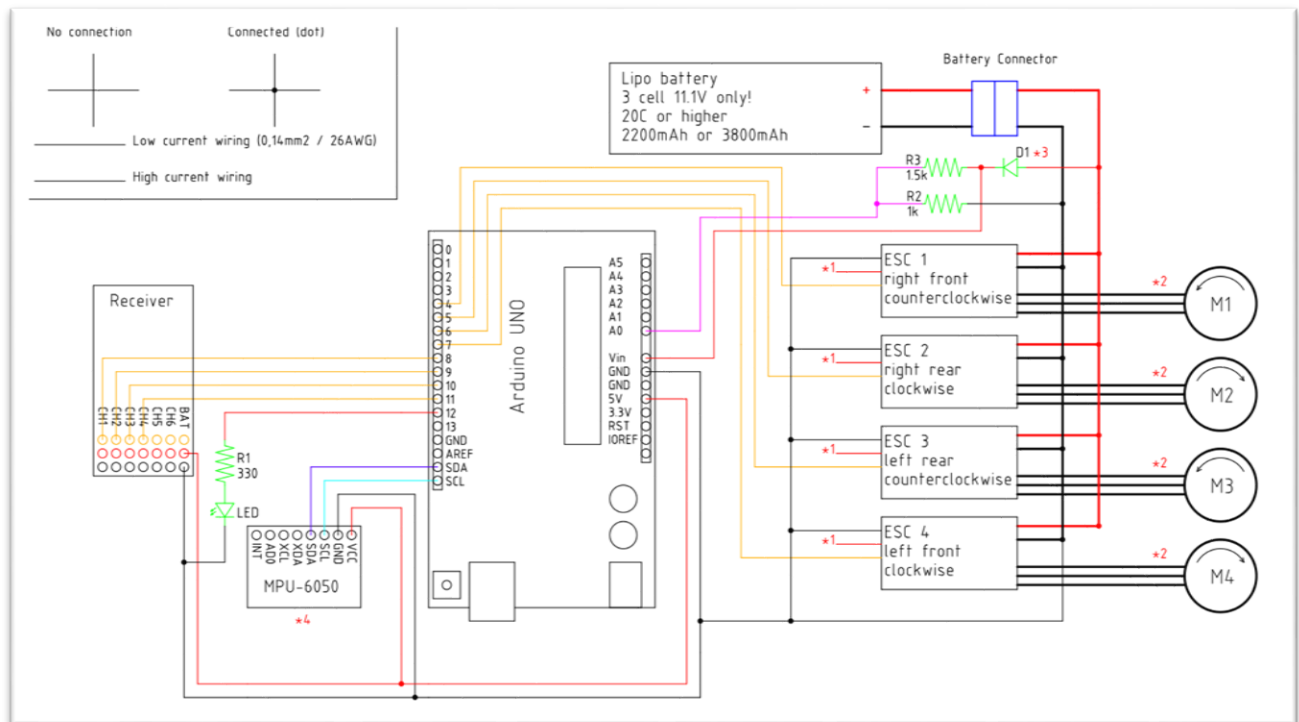 No connection
Connected (dot)
Low current wiring (0,14mm2 / 26AWG)
High current wiring
Lipo battery
3 cell 11.1V only!
20C or higher
2200mAh or 3800mAh
+
-
Battery Connector
R3
1.5k
D1 *3
R2
1k
Receiver
CH1
CH2
CH3
CH4
CH5
CH6
BAT
R1
330
LED
INT
AD0
XCL
XDA
SDA
SCL
GND
VCC
MPU-6050
*4
Arduino UNO
0
1
2
3
4
5
6
7
8
9
10
11
12
13
GND
AREF
SDA
SCL
A5
A4
A3
A2
A1
A0
Vin
GND
GND
5V
3.3V
RST
IOREF
*1
ESC 1
right front
counterclockwise
*2
M1
*1
ESC 2
right rear
clockwise
*2
M2
*1
ESC 3
left rear
counterclockwise
*2
M3
*1
ESC 4
left front
clockwise
*2
M4